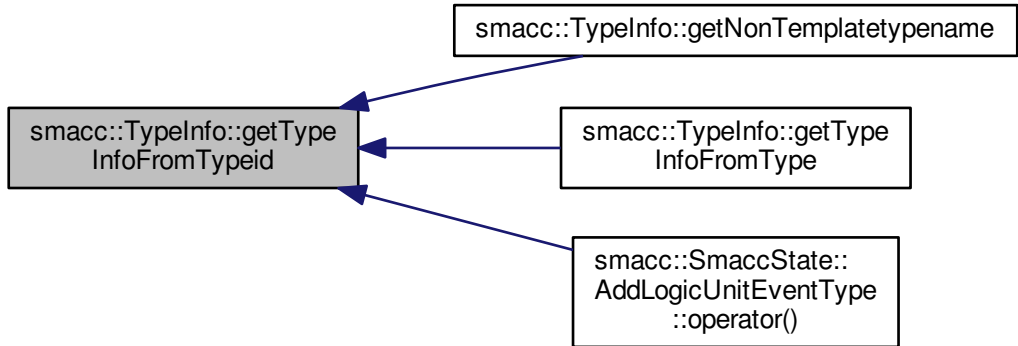 smacc::TypeInfo::getNonTemplatetypename
smacc::TypeInfo::getType
InfoFromTypeid
smacc::TypeInfo::getType
InfoFromType
smacc::SmaccState::
AddLogicUnitEventType
::operator()